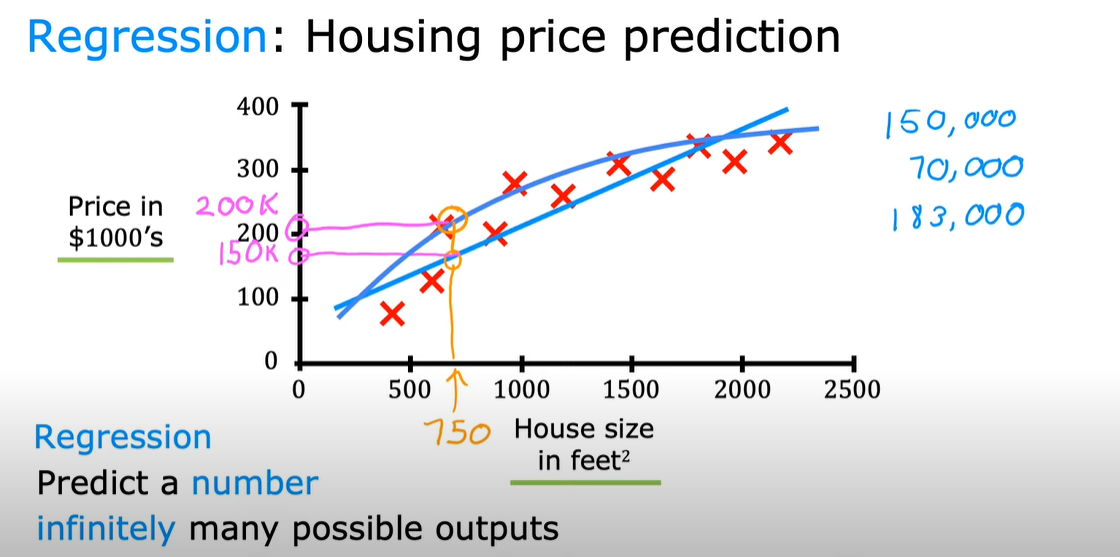 Regression: Housing price prediction
400
300
200
100
0
Price in
$1000’s
200K
150K
0
500
1000
1500
2000
2500
750
House size
in feet²
150,000
70,000
183,000
Regression
Predict a number
infinitely many possible outputs